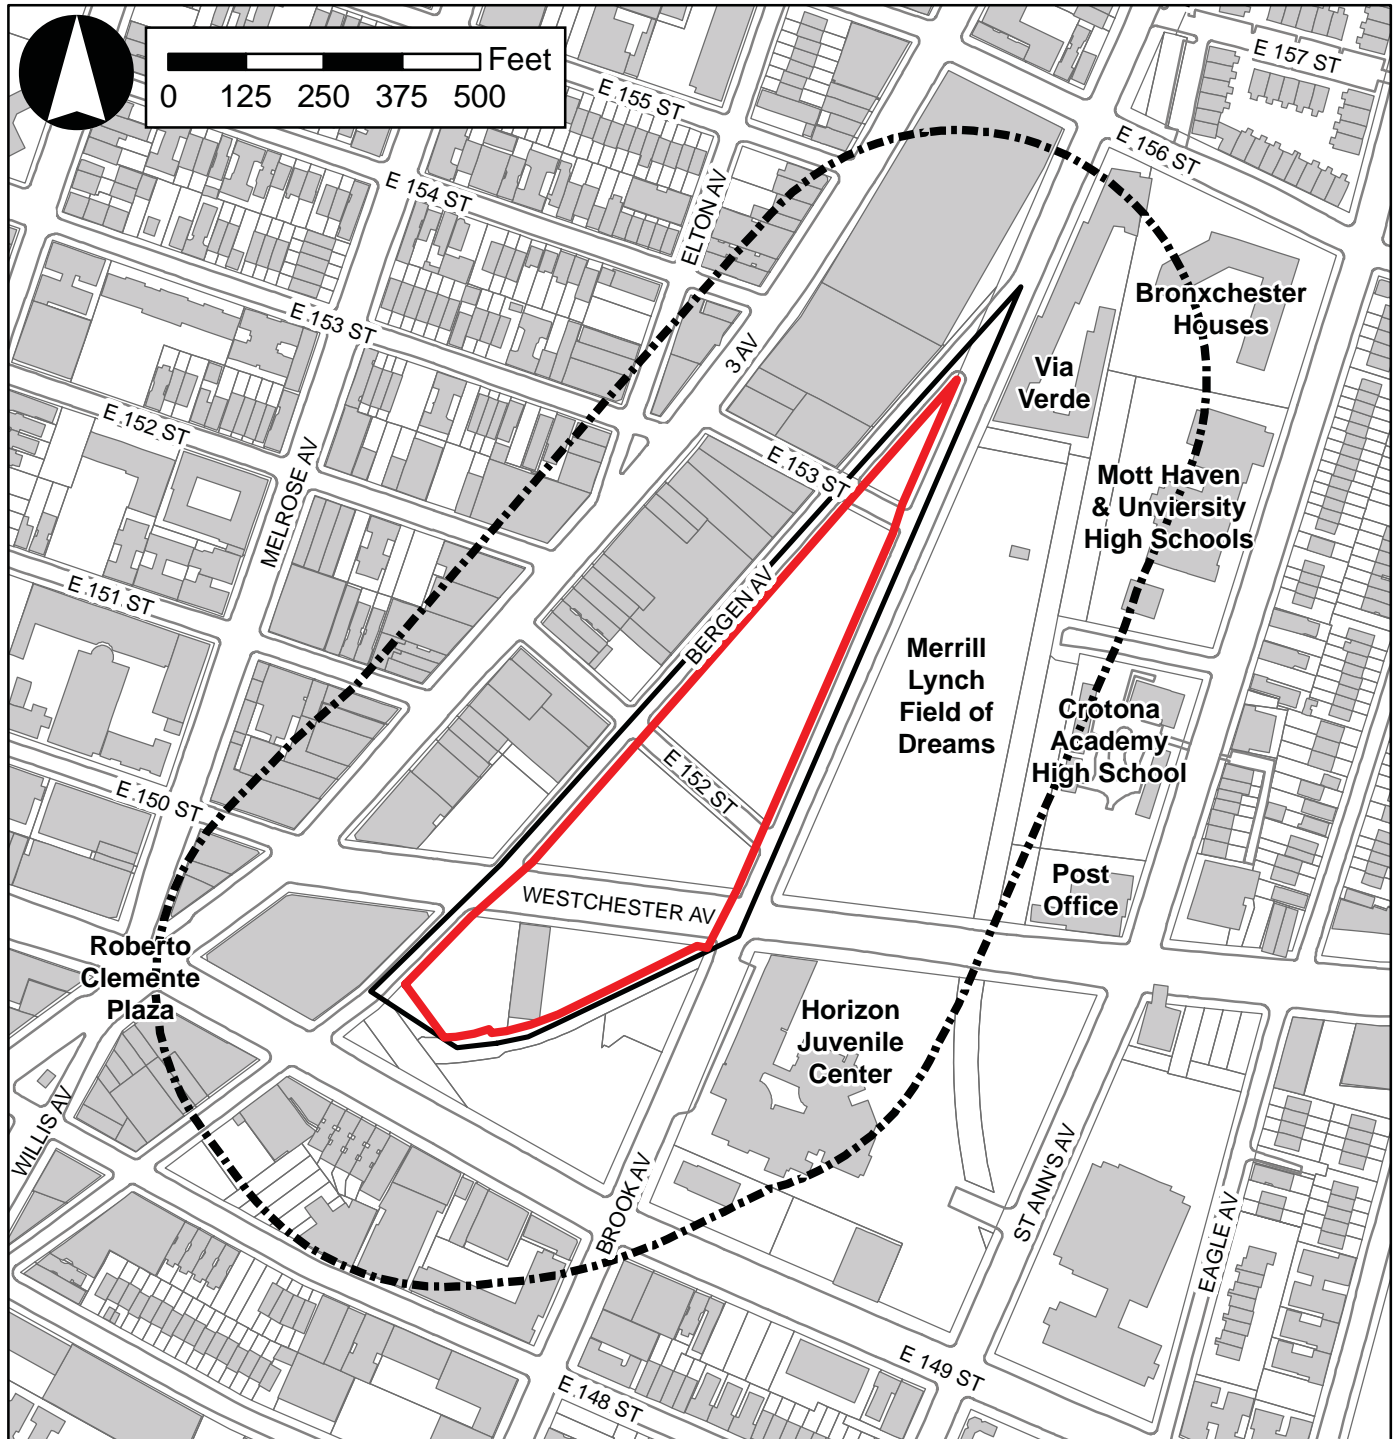 Feet
0 125 250 375 500
E 157 ST
E 155 ST
E 156 ST
E 154 ST
ELTON AV
Bronxchester
Houses
E 153 ST
3 AV
Via
Verde
E 152 ST
MELROSE AV
E 153 ST
Mott Haven
& Unviersity
High Schools
E 151 ST
BERGEN AV
Merrill
Lynch
Field of
Dreams
Crotona
Academy
High School
E 152 ST
E 150 ST
Post
Office
WESTCHESTER AV
Roberto
Clemente
Plaza
Horizon
Juvenile
Center
WILLIS AV
BROOK AV
ST ANN'S AV
EAGLE AV
E 149 ST
E 148 ST